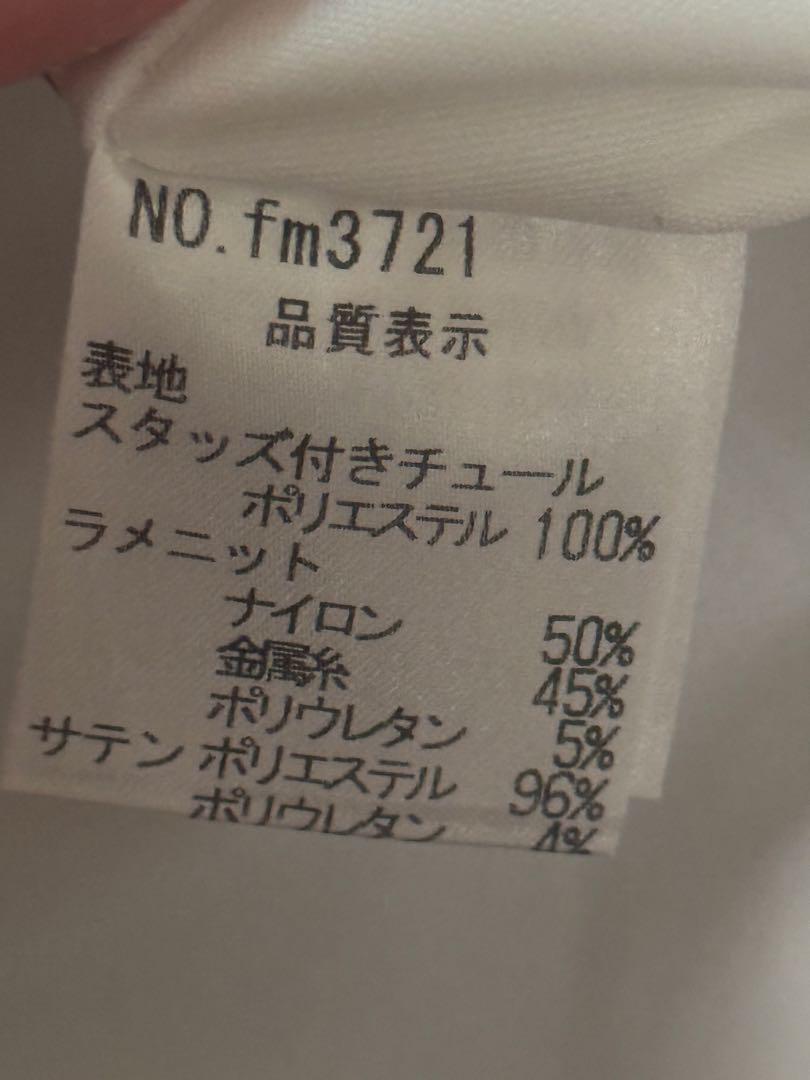 NO.fm3721
品質表示
表地
スタッズ付きチュール
ポリエステル 100%
ラメニット
ナイロン 50%
金属糸 45%
ポリウレタン 5%
サテン ポリエステル 96%
ポリウレタン 4%